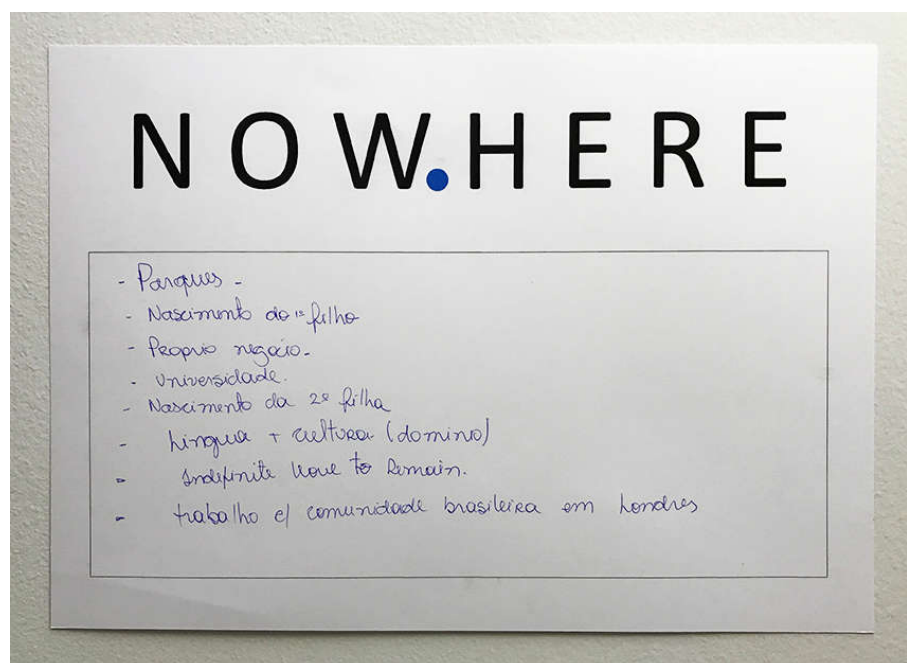 NOW.HERE
- Parques -
- Nascimento do 1º filho
- Proprio negocio.
- Universidade.
- Nascimento da 2ª filha
- Lingua + cultura (dominio)
- Indefinite Leave to Remain.
- trabalho c/ comunidade brasileira em Londres